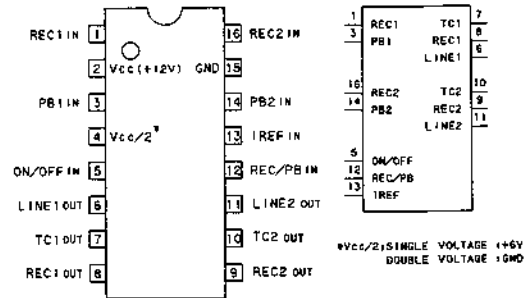 REC1 IN 1 16 REC2 IN
2 Vcc(+12V) GND 15
PB1 IN 3 14 PB2 IN
4 Vcc/2* 13 IREF IN
ON/OFF IN 5 12 REC/PB IN
LINE1 OUT 6 11 LINE2 OUT
TC1 OUT 7 10 TC2 OUT
REC1 OUT 8 9 REC2 OUT
1 REC1 TC1 7
3 PB1 REC1 8
LINE1 6
16 REC2 TC2 10
14 PB2 REC2 9
LINE2 11
5 ON/OFF
12 REC/PB
13 IREF
*Vcc/2;SINGLE VOLTAGE :+6V
DOUBLE VOLTAGE :GND